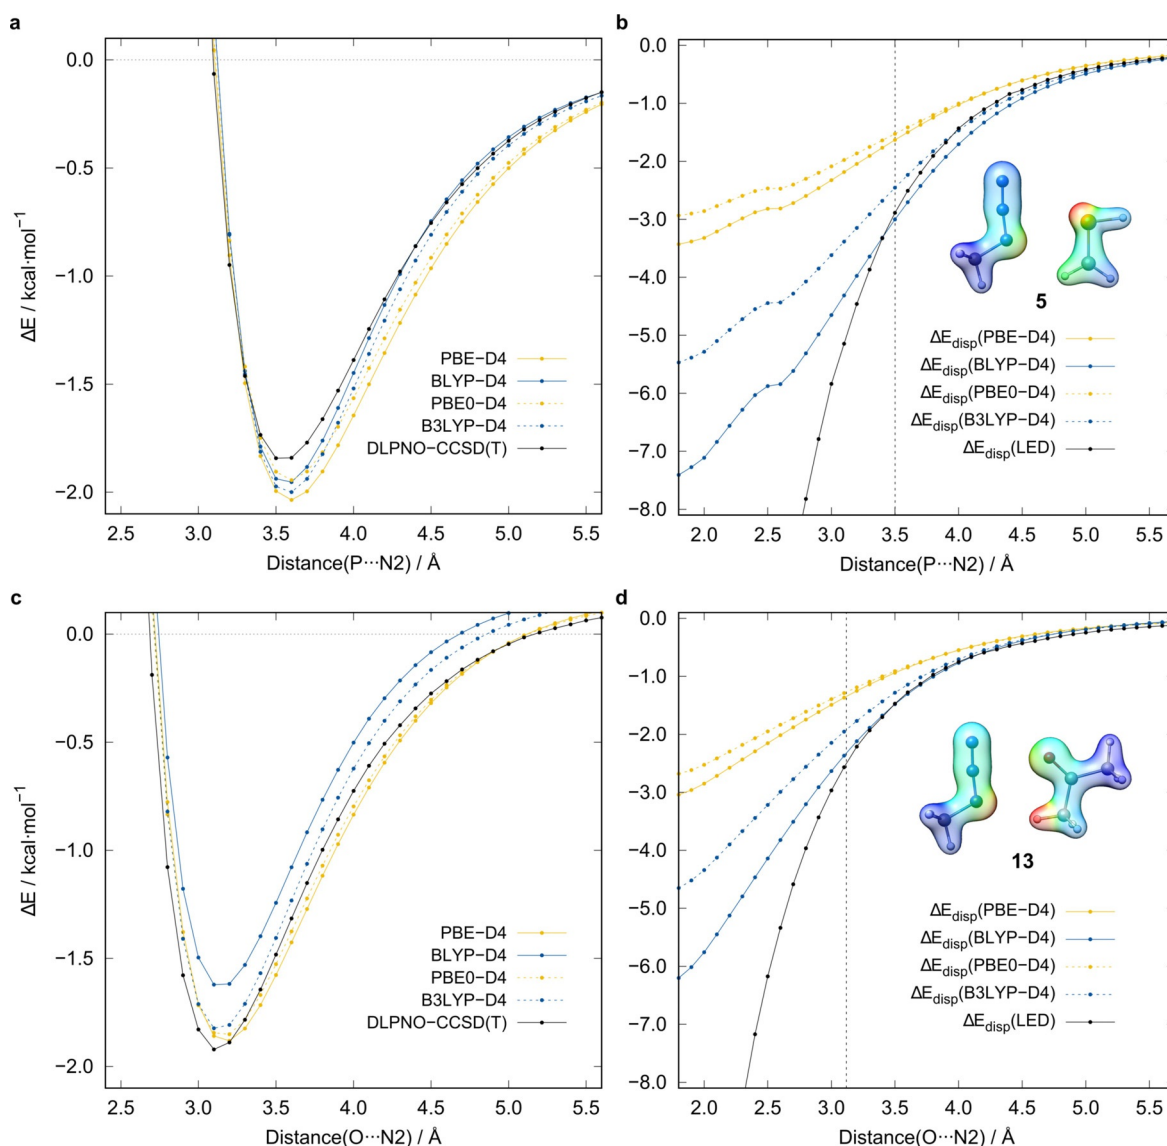 a
0.0
−0.5
−1.0
−1.5
−2.0
ΔE / kcal·mol⁻¹
PBE−D4
BLYP−D4
PBE0−D4
B3LYP−D4
DLPNO−CCSD(T)
2.5 3.0 3.5 4.0 4.5 5.0 5.5
Distance(P···N2) / Å
b
0.0
−1.0
−2.0
−3.0
−4.0
−5.0
−6.0
−7.0
−8.0
5
ΔE_disp(PBE−D4)
ΔE_disp(BLYP−D4)
ΔE_disp(PBE0−D4)
ΔE_disp(B3LYP−D4)
ΔE_disp(LED)
2.0 2.5 3.0 3.5 4.0 4.5 5.0 5.5
Distance(P···N2) / Å
c
0.0
−0.5
−1.0
−1.5
−2.0
ΔE / kcal·mol⁻¹
PBE−D4
BLYP−D4
PBE0−D4
B3LYP−D4
DLPNO−CCSD(T)
2.5 3.0 3.5 4.0 4.5 5.0 5.5
Distance(O···N2) / Å
d
0.0
−1.0
−2.0
−3.0
−4.0
−5.0
−6.0
−7.0
−8.0
13
ΔE_disp(PBE−D4)
ΔE_disp(BLYP−D4)
ΔE_disp(PBE0−D4)
ΔE_disp(B3LYP−D4)
ΔE_disp(LED)
2.0 2.5 3.0 3.5 4.0 4.5 5.0 5.5
Distance(O···N2) / Å